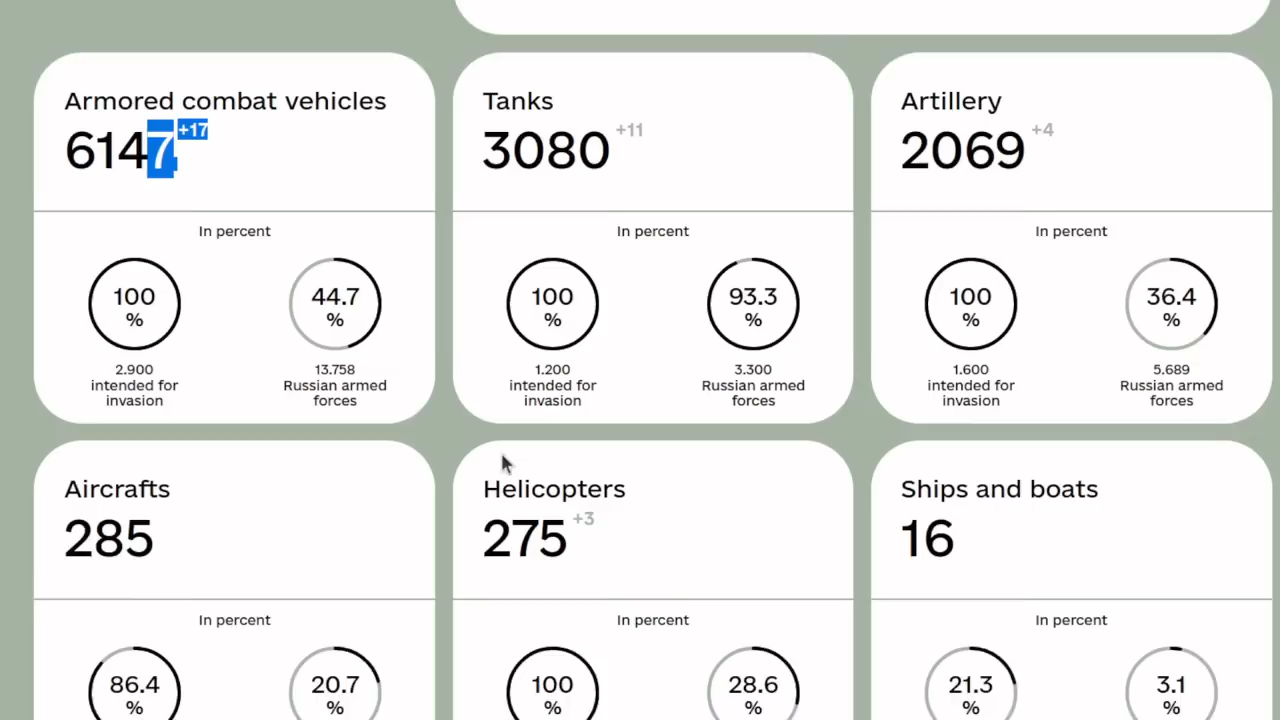 Armored combat vehicles
6147 +17
In percent
100 %
44.7 %
2.900 intended for invasion
13.758 Russian armed forces
Tanks
3080 +11
In percent
100 %
93.3 %
1.200 intended for invasion
3.300 Russian armed forces
Artillery
2069 +4
In percent
100 %
36.4 %
1.600 intended for invasion
5.689 Russian armed forces
Aircrafts
285
In percent
86.4 %
20.7 %
Helicopters
275 +3
In percent
100 %
28.6 %
Ships and boats
16
In percent
21.3 %
3.1 %